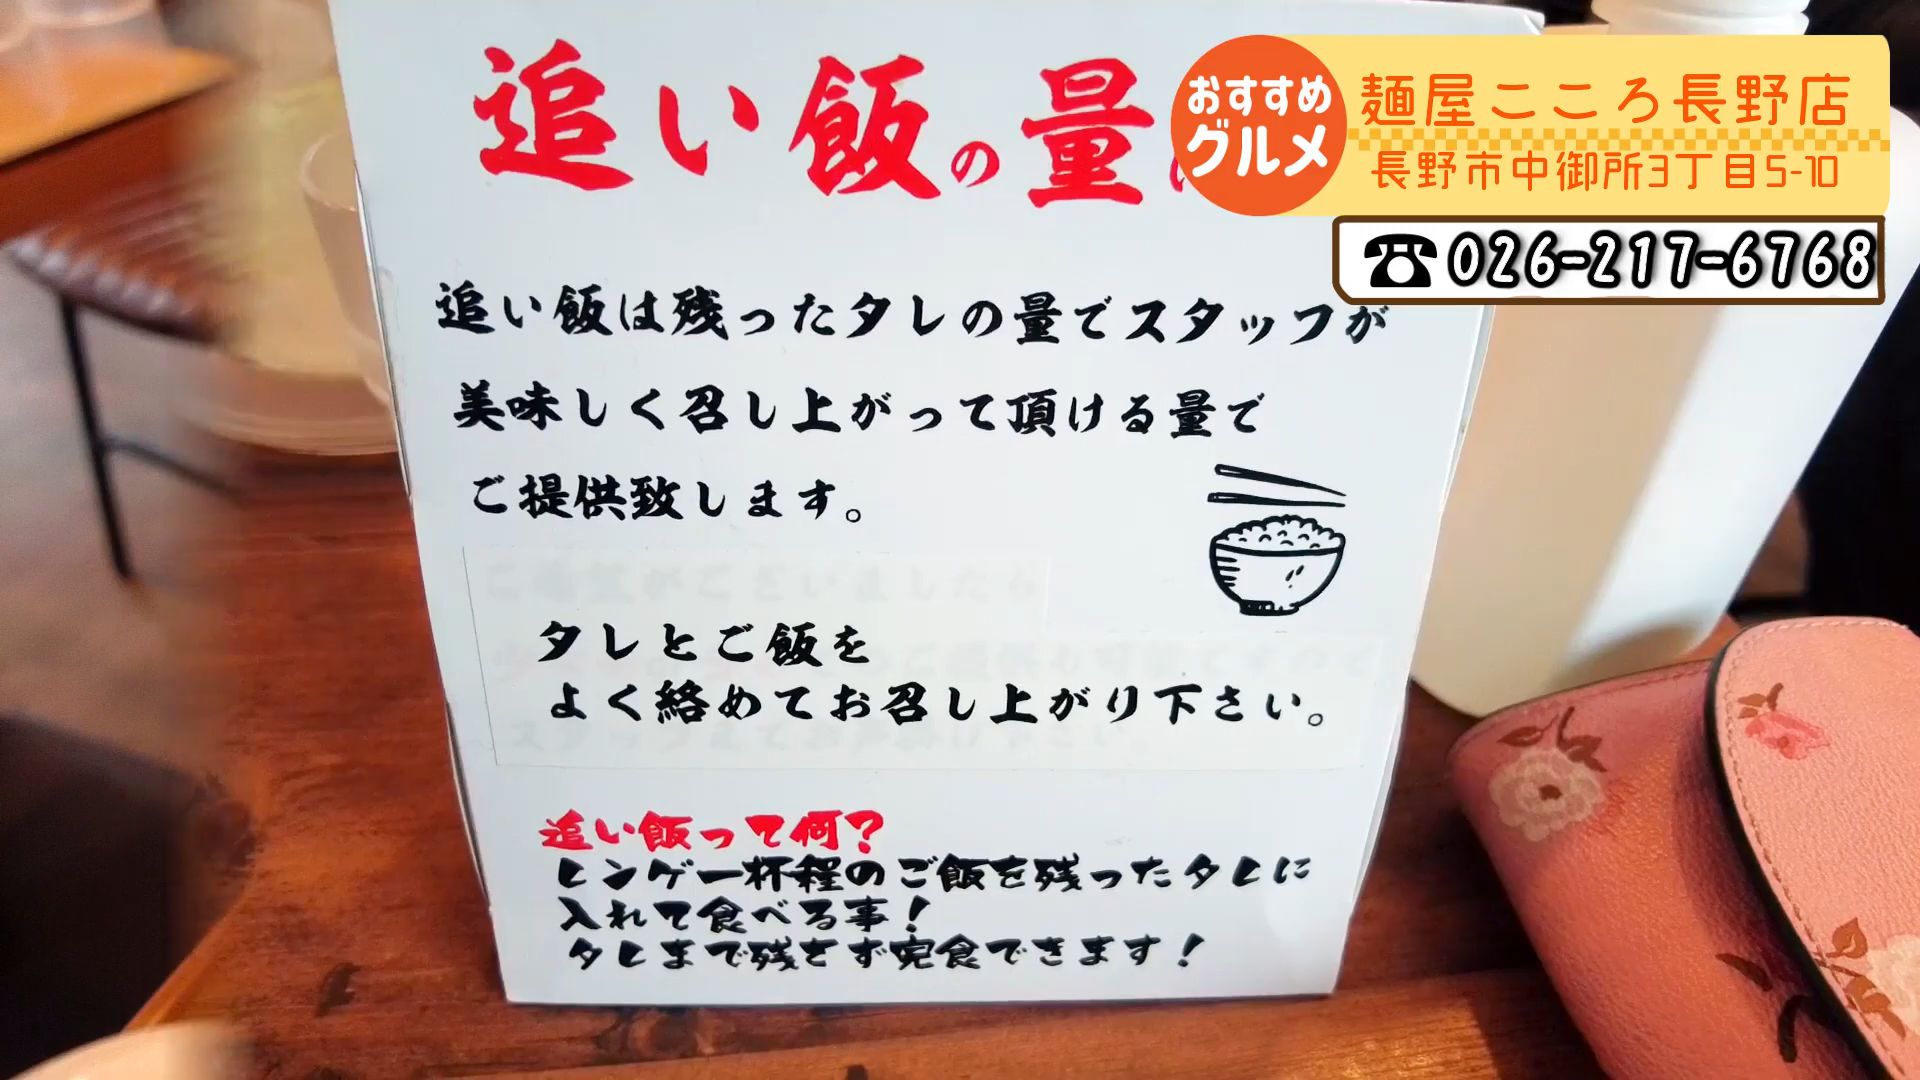 追い飯の量
おすすめ
グルメ
麺屋こころ長野店
長野市中御所3丁目5-10
☎026-217-6768
追い飯は残ったタレの量でスタッフが
美味しく召し上がって頂ける量で
ご提供致します。
タレとご飯を
よく絡めてお召し上がり下さい。
追い飯って何?
レンゲ一杯程のご飯を残ったタレに
入れて食べる事!
タレまで残さず完食できます!